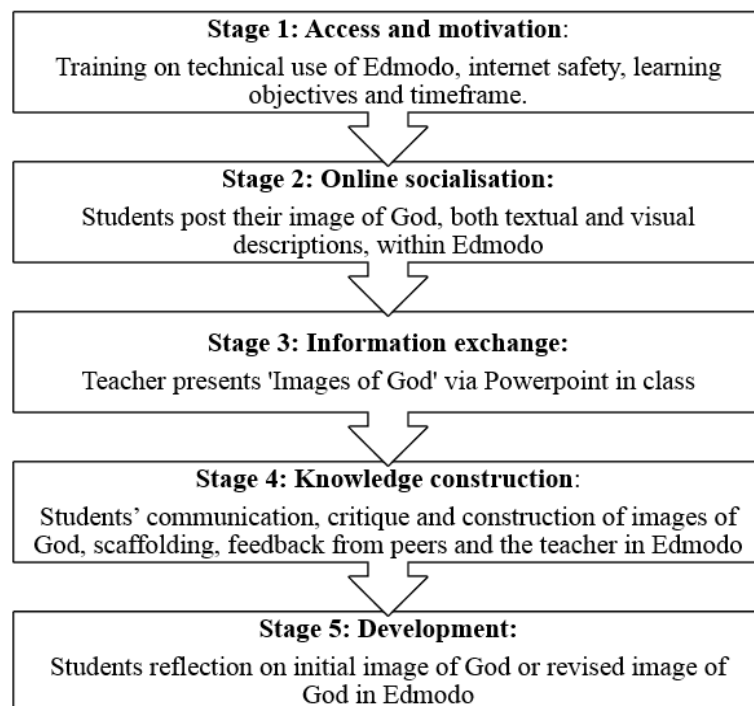 Stage 1: Access and motivation:
Training on technical use of Edmodo, internet safety, learning
objectives and timeframe.
Stage 2: Online socialisation:
Students post their image of God, both textual and visual
descriptions, within Edmodo
Stage 3: Information exchange:
Teacher presents 'Images of God' via Powerpoint in class
Stage 4: Knowledge construction:
Students’ communication, critique and construction of images of
God, scaffolding, feedback from peers and the teacher in Edmodo
Stage 5: Development:
Students reflection on initial image of God or revised image of
God in Edmodo